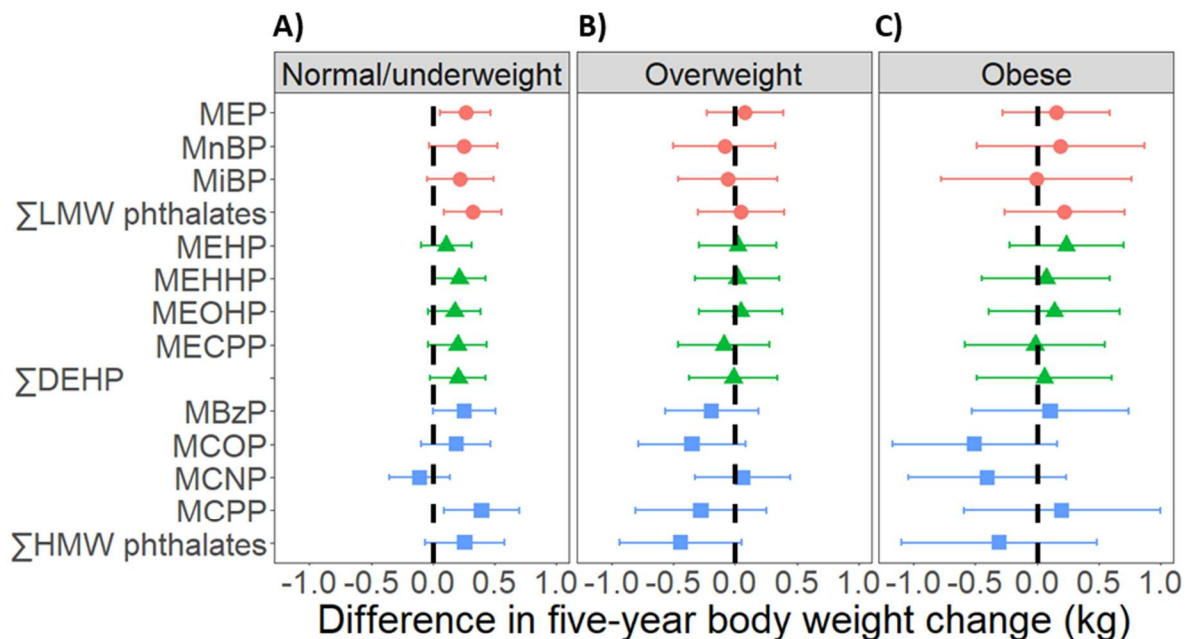 A) B) C)
Normal/underweight Overweight Obese
MEP
MnBP
MiBP
∑LMW phthalates
MEHP
MEHHP
MEOHP
MECPP
∑DEHP
MBzP
MCOP
MCNP
MCPP
∑HMW phthalates
-1.0 -0.5 0.0 0.5 1.0 -1.0 -0.5 0.0 0.5 1.0 -1.0 -0.5 0.0 0.5 1.0
Difference in five-year body weight change (kg)